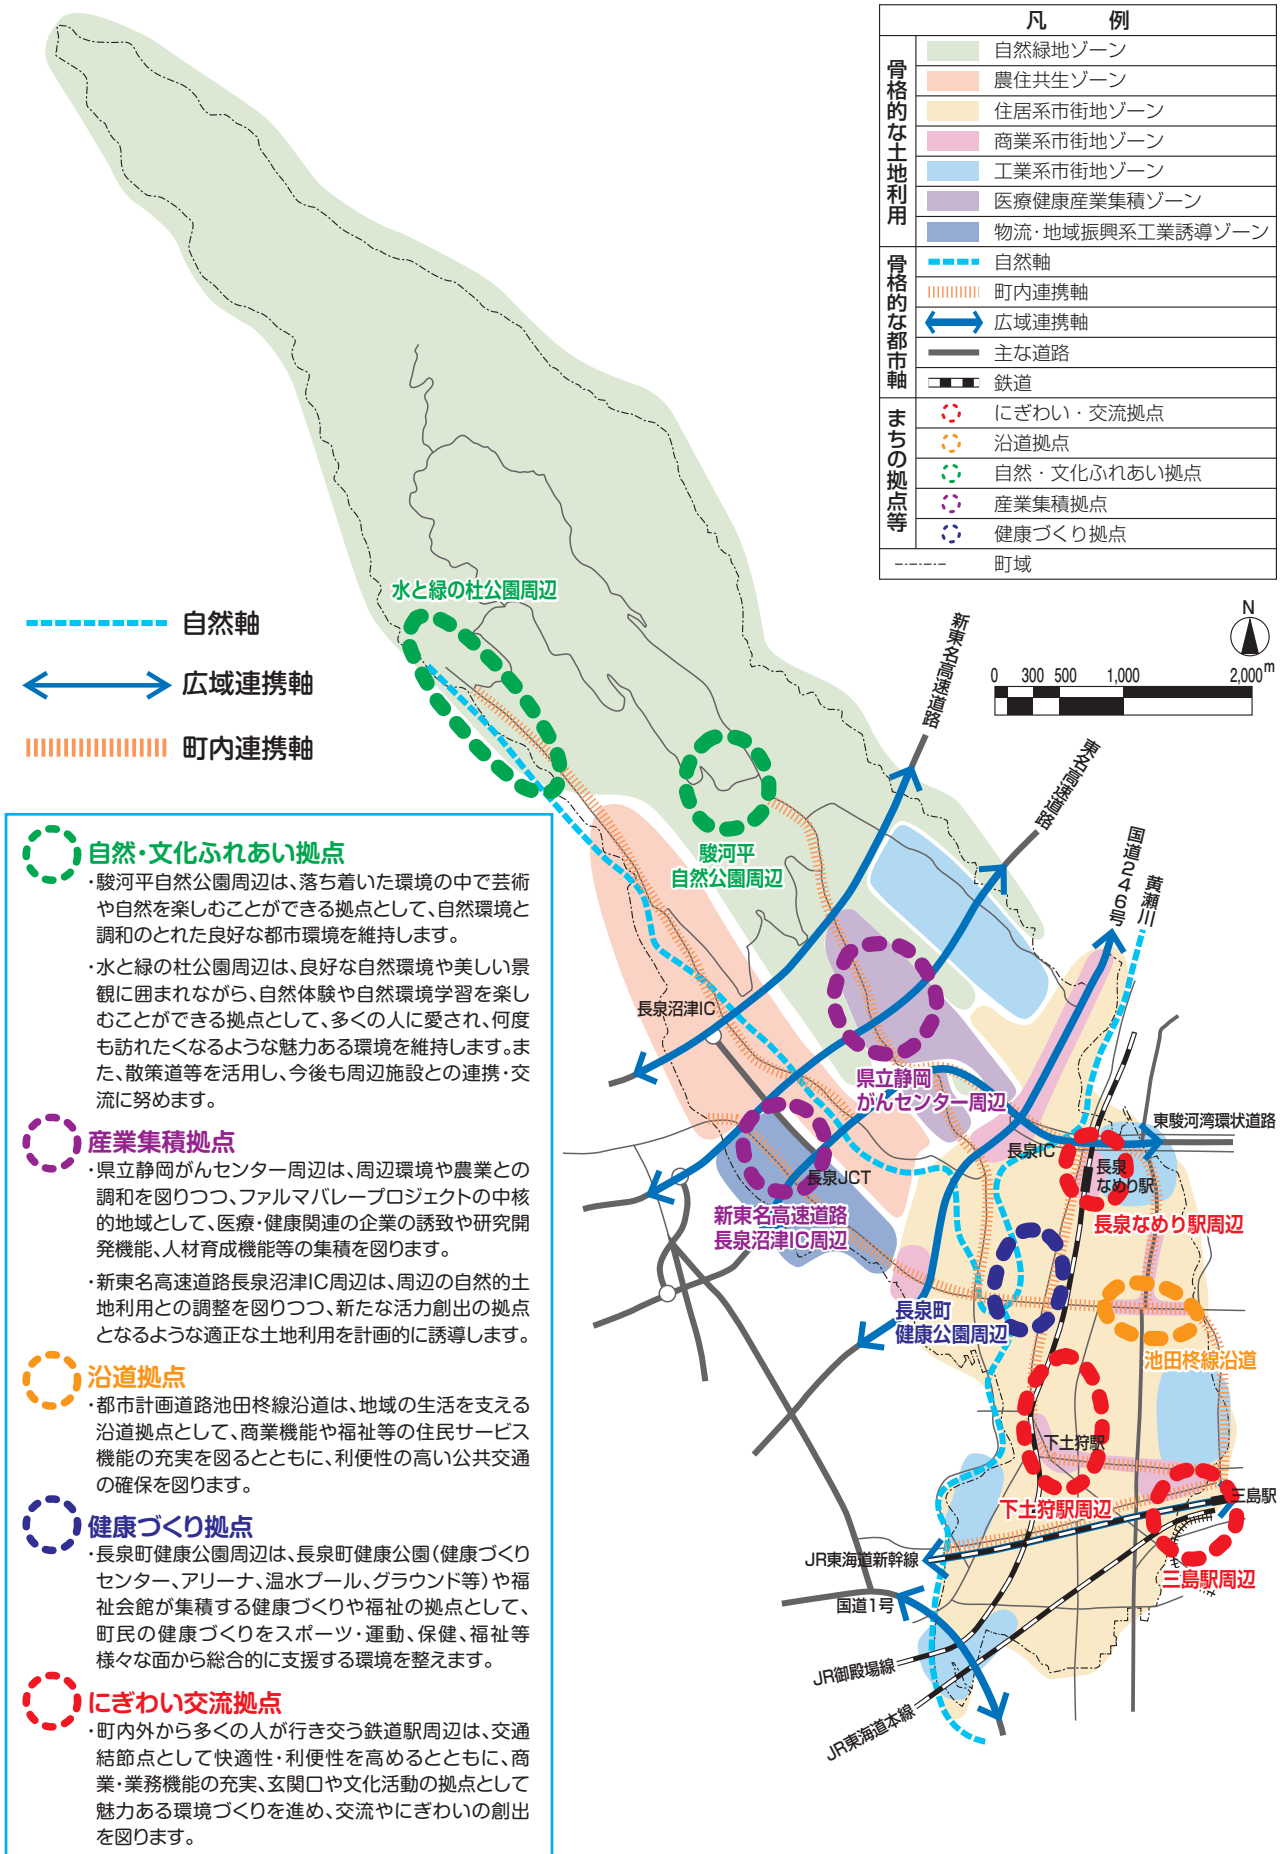 凡　例
骨格的な土地利用
自然緑地ゾーン
農住共生ゾーン
住居系市街地ゾーン
商業系市街地ゾーン
工業系市街地ゾーン
医療健康産業集積ゾーン
物流・地域振興系工業誘導ゾーン
骨格的な都市軸
自然軸
町内連携軸
広域連携軸
主な道路
鉄道
まちの拠点等
にぎわい・交流拠点
沿道拠点
自然・文化ふれあい拠点
産業集積拠点
健康づくり拠点
町域
N
0 300 500 1,000 2,000m
自然軸
広域連携軸
町内連携軸
水と緑の杜公園周辺
新東名高速道路
東名高速道路
国道246号
黄瀬川
駿河平
自然公園周辺
長泉沼津IC
県立静岡
がんセンター周辺
東駿河湾環状道路
長泉IC
長泉
なめり駅
長泉JCT
新東名高速道路
長泉沼津IC周辺
長泉なめり駅周辺
長泉町
健康公園周辺
池田柊線沿道
下土狩駅
下土狩駅周辺
三島駅
三島駅周辺
JR東海道新幹線
国道1号
JR御殿場線
JR東海道本線
自然・文化ふれあい拠点
・駿河平自然公園周辺は、落ち着いた環境の中で芸術
や自然を楽しむことができる拠点として、自然環境と
調和のとれた良好な都市環境を維持します。
・水と緑の杜公園周辺は、良好な自然環境や美しい景
観に囲まれながら、自然体験や自然環境学習を楽し
むことができる拠点として、多くの人に愛され、何度
も訪れたくなるような魅力ある環境を維持します。ま
た、散策道等を活用し、今後も周辺施設との連携・交
流に努めます。
産業集積拠点
・県立静岡がんセンター周辺は、周辺環境や農業との
調和を図りつつ、ファルマバレープロジェクトの中核
的地域として、医療・健康関連の企業の誘致や研究開
発機能、人材育成機能等の集積を図ります。
・新東名高速道路長泉沼津IC周辺は、周辺の自然的土
地利用との調整を図りつつ、新たな活力創出の拠点
となるような適正な土地利用を計画的に誘導します。
沿道拠点
・都市計画道路池田柊線沿道は、地域の生活を支える
沿道拠点として、商業機能や福祉等の住民サービス
機能の充実を図るとともに、利便性の高い公共交通
の確保を図ります。
健康づくり拠点
・長泉町健康公園周辺は、長泉町健康公園(健康づくり
センター、アリーナ、温水プール、グラウンド等)や福
祉会館が集積する健康づくりや福祉の拠点として、
町民の健康づくりをスポーツ・運動、保健、福祉等
様々な面から総合的に支援する環境を整えます。
にぎわい交流拠点
・町内外から多くの人が行き交う鉄道駅周辺は、交通
結節点として快適性・利便性を高めるとともに、商
業・業務機能の充実、玄関口や文化活動の拠点として
魅力ある環境づくりを進め、交流やにぎわいの創出
を図ります。